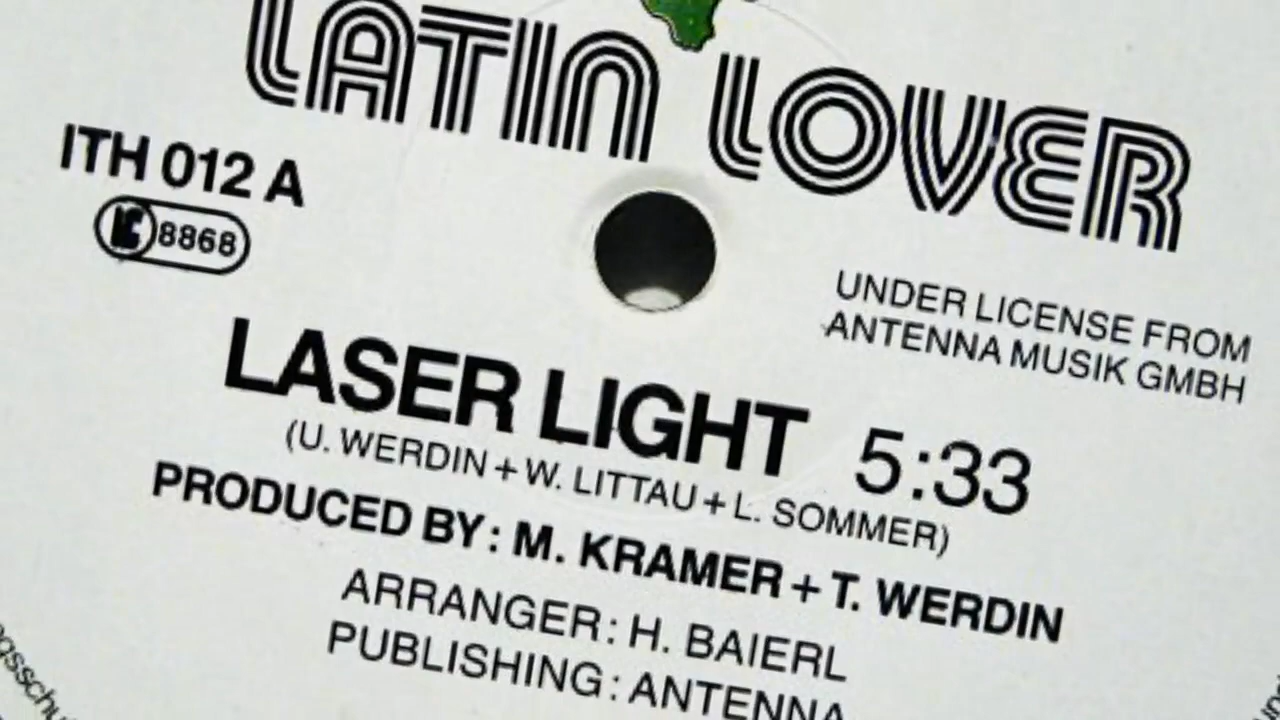 LATIN LOVER
ITH 012 A
LC 8868
UNDER LICENSE FROM
ANTENNA MUSIK GMBH
LASER LIGHT 5:33
(U. WERDIN + W. LITTAU + L. SOMMER)
PRODUCED BY: M. KRAMER + T. WERDIN
ARRANGER: H. BAIERL
PUBLISHING: ANTENNA